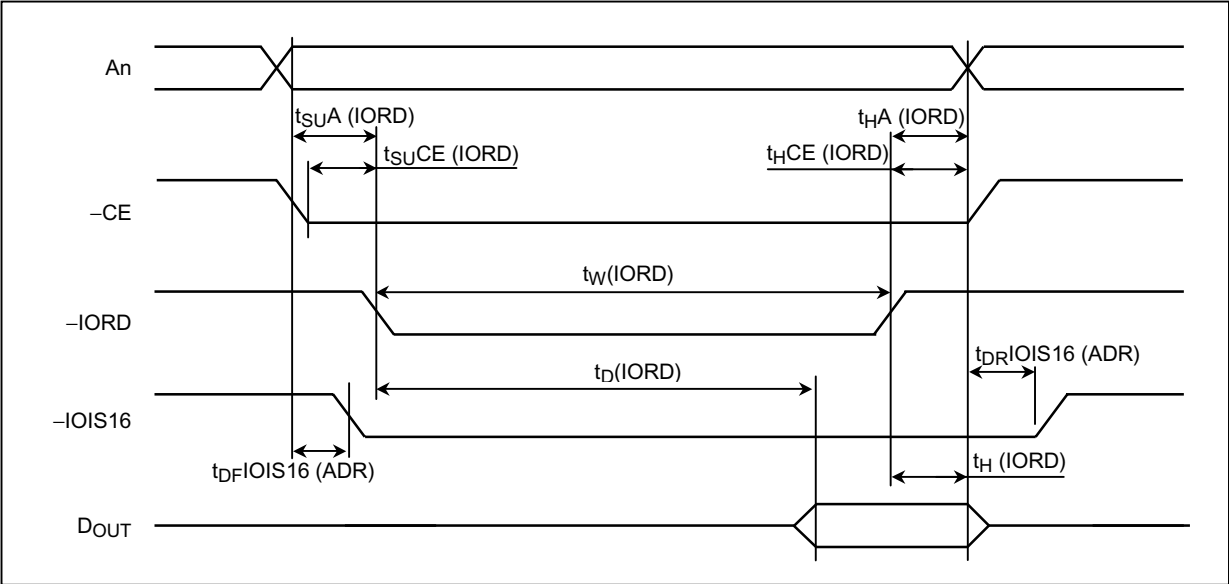 An
tSUA (IORD)
tHA (IORD)
tSUCE (IORD)
tHCE (IORD)
−CE
tW(IORD)
−IORD
tDRIOIS16 (ADR)
tD(IORD)
−IOIS16
tDFIOIS16 (ADR)
tH (IORD)
DOUT